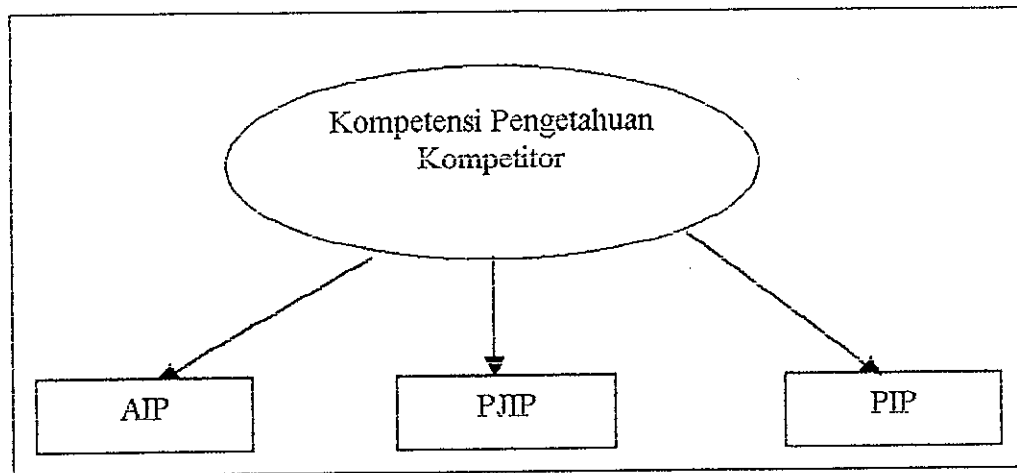 Kompetensi Pengetahuan
Kompetitor
AIP
PJIP
PIP